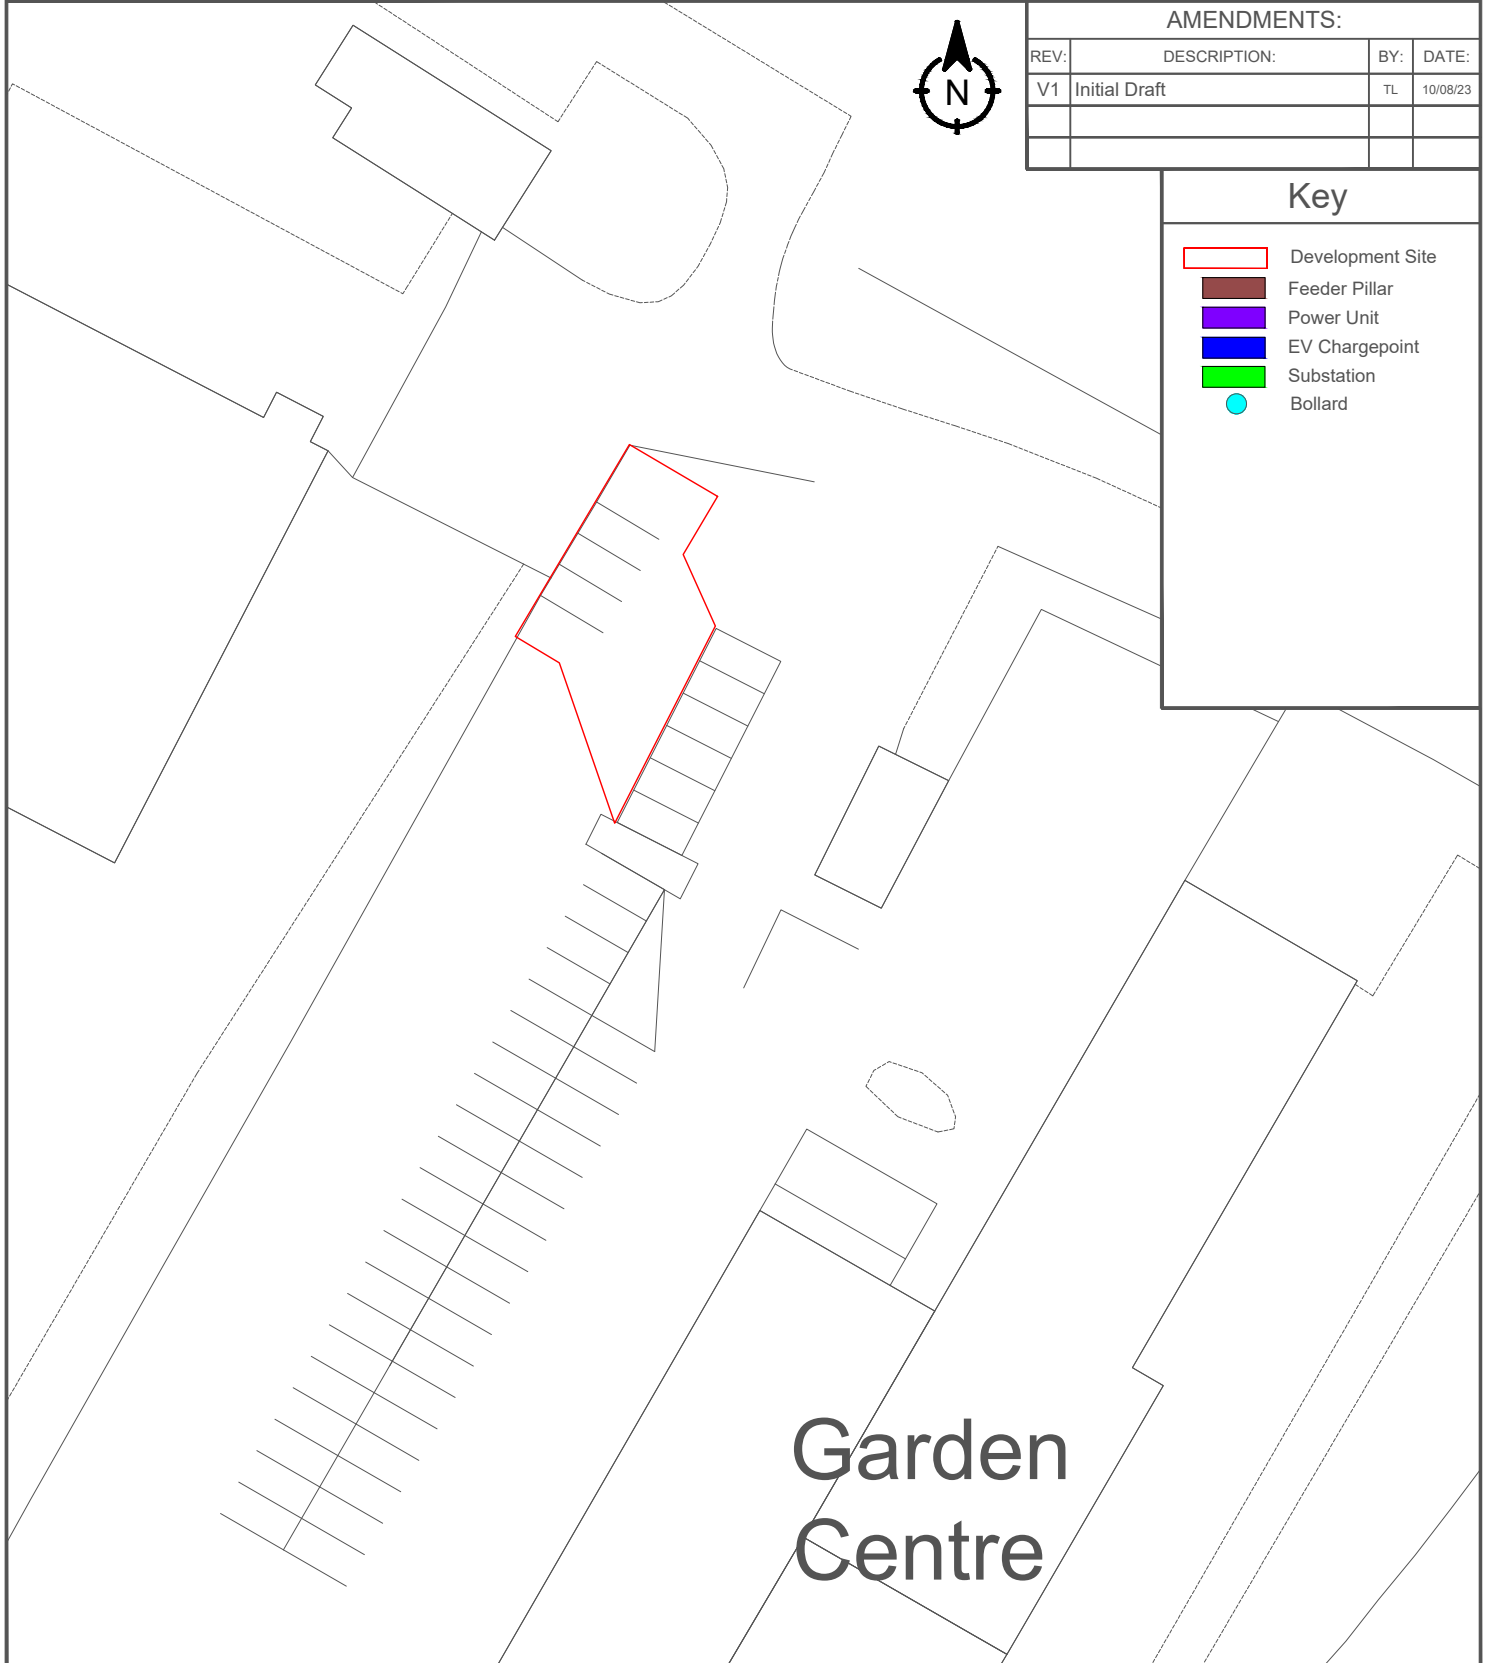 AMENDMENTS:
REV: DESCRIPTION: BY: DATE:
V1 Initial Draft TL 10/08/23
N
Key
Development Site
Feeder Pillar
Power Unit
EV Chargepoint
Substation
Bollard
Garden
Centre